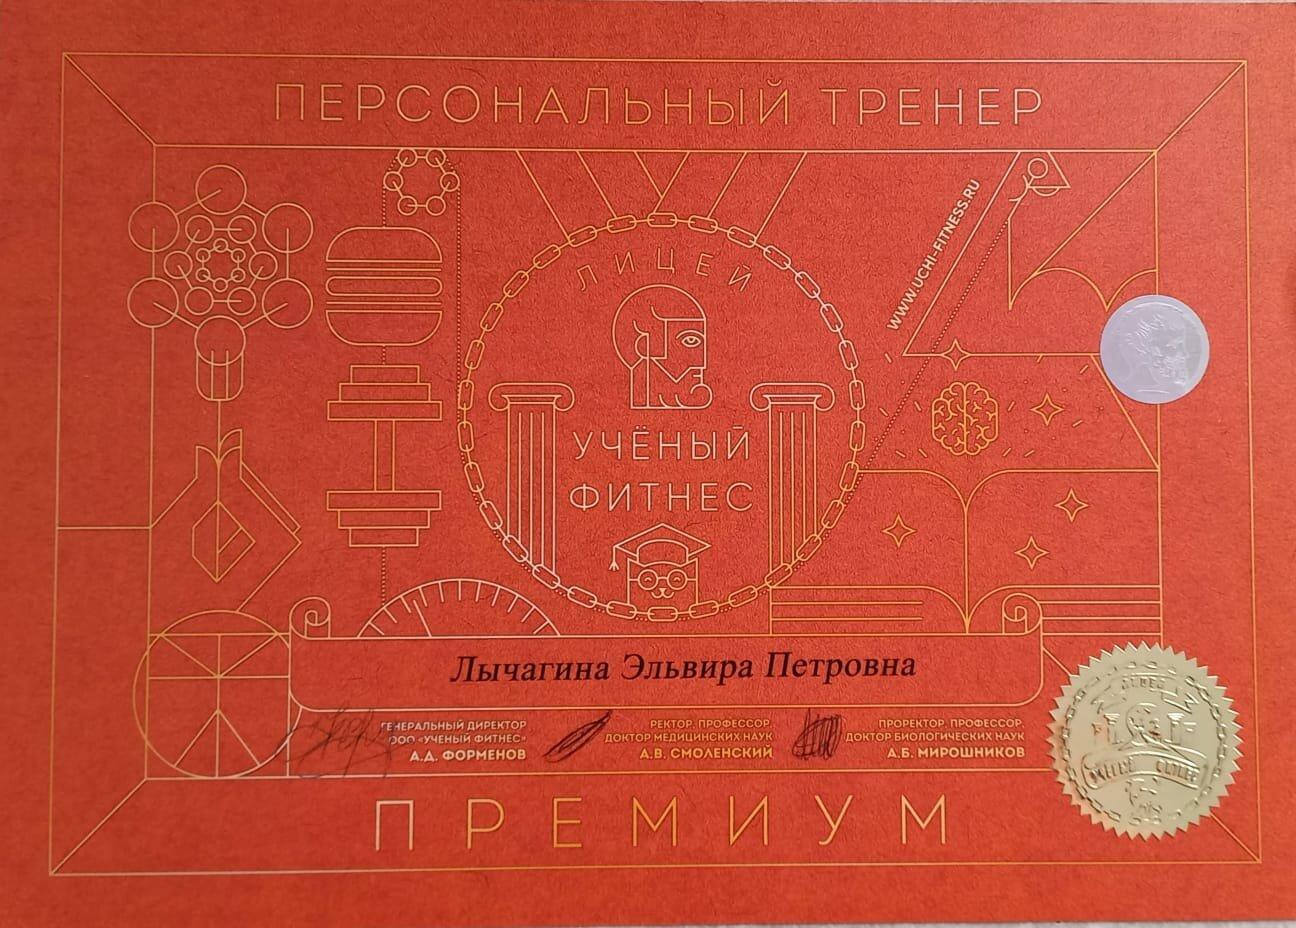 ПЕРСОНАЛЬНЫЙ ТРЕНЕР
WWW.UCHI-FITNESS.RU
ЛИЦЕЙ
УЧЁНЫЙ
ФИТНЕС
Лычагина Эльвира Петровна
ГЕНЕРАЛЬНЫЙ ДИРЕКТОР
ООО «УЧЕНЫЙ ФИТНЕС»
А.Д. ФОРМЕНОВ
РЕКТОР, ПРОФЕССОР,
ДОКТОР МЕДИЦИНСКИХ НАУК
А.В. СМОЛЕНСКИЙ
ПРОРЕКТОР, ПРОФЕССОР,
ДОКТОР БИОЛОГИЧЕСКИХ НАУК
А.Б. МИРОШНИКОВ
ПРЕМИУМ